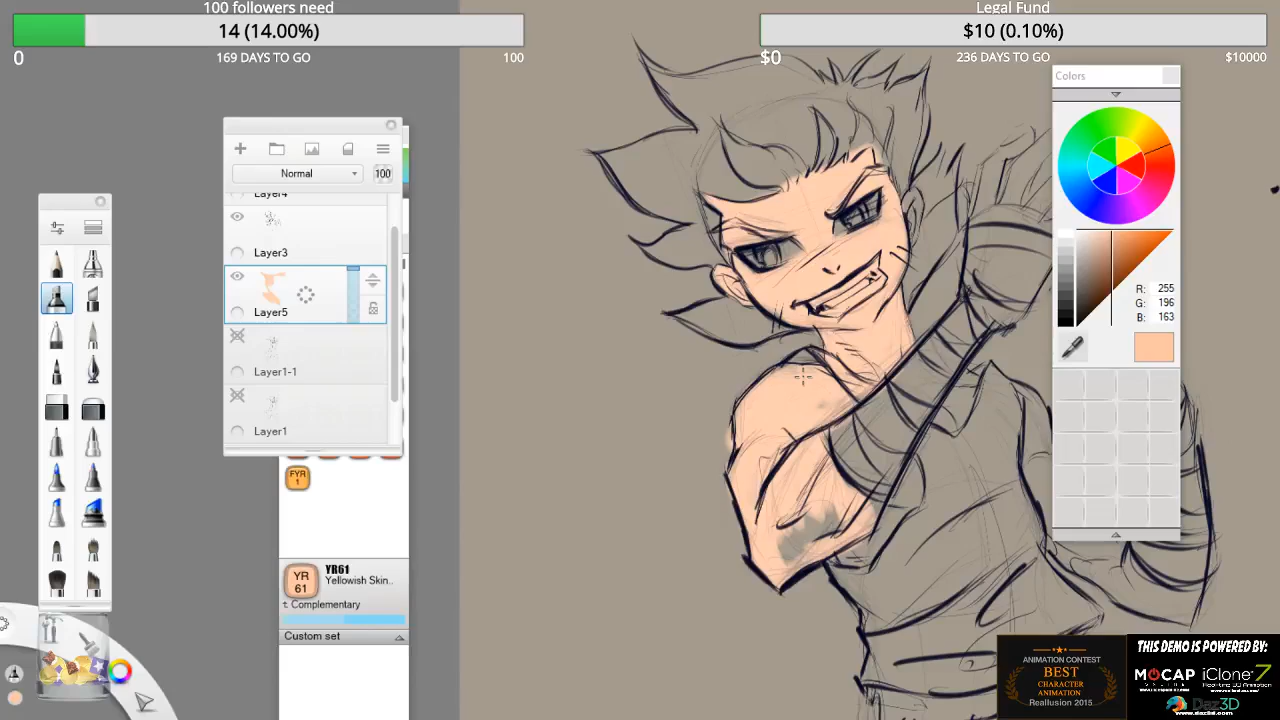 100 followers need
14 (14.00%)
0
169 DAYS TO GO
100
Legal Fund
$10 (0.10%)
$0
236 DAYS TO GO
$10000
Colors
R: 255
G: 196
B: 163
Normal
100
Layer4
Layer3
Layer5
Layer1-1
Layer1
FYR
1
YR
61
YR61
Yellowish Skin..
t. Complementary
Custom set
ANIMATION CONTEST
BEST
CHARACTER
ANIMATION
Reallusion 2015
THIS DEMO IS POWERED BY:
MOCAP
iClone7
Daz3D